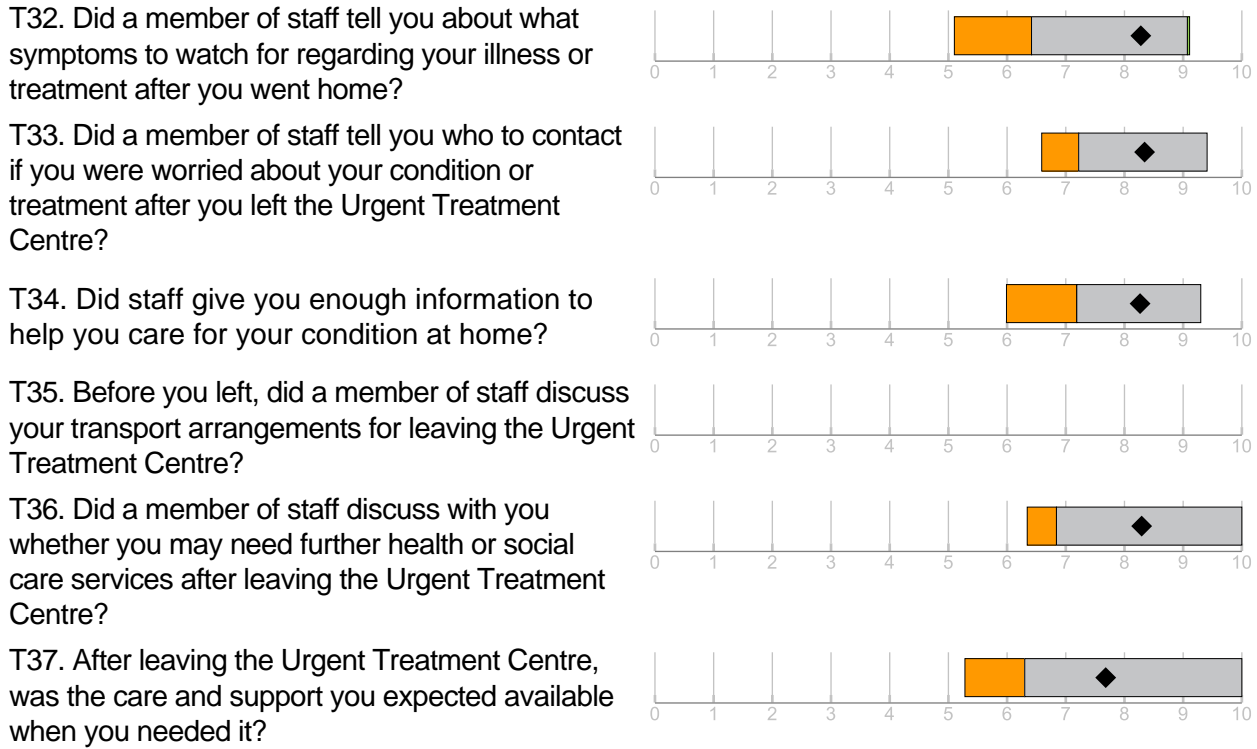 T32. Did a member of staff tell you about what
symptoms to watch for regarding your illness or
treatment after you went home?
0 1 2 3 4 5 6 7 8 9 10
T33. Did a member of staff tell you who to contact
if you were worried about your condition or
treatment after you left the Urgent Treatment
Centre?
0 1 2 3 4 5 6 7 8 9 10
T34. Did staff give you enough information to
help you care for your condition at home?
0 1 2 3 4 5 6 7 8 9 10
T35. Before you left, did a member of staff discuss
your transport arrangements for leaving the Urgent
Treatment Centre?
0 1 2 3 4 5 6 7 8 9 10
T36. Did a member of staff discuss with you
whether you may need further health or social
care services after leaving the Urgent Treatment
Centre?
0 1 2 3 4 5 6 7 8 9 10
T37. After leaving the Urgent Treatment Centre,
was the care and support you expected available
when you needed it?
0 1 2 3 4 5 6 7 8 9 10